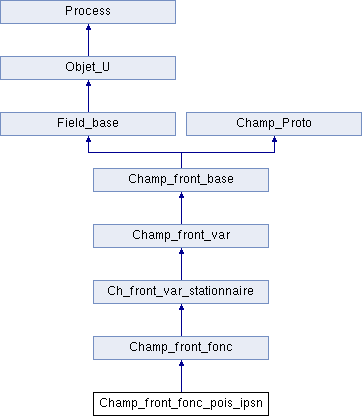 Process
Objet_U
Field_base
Champ_Proto
Champ_front_base
Champ_front_var
Ch_front_var_stationnaire
Champ_front_fonc
Champ_front_fonc_pois_ipsn